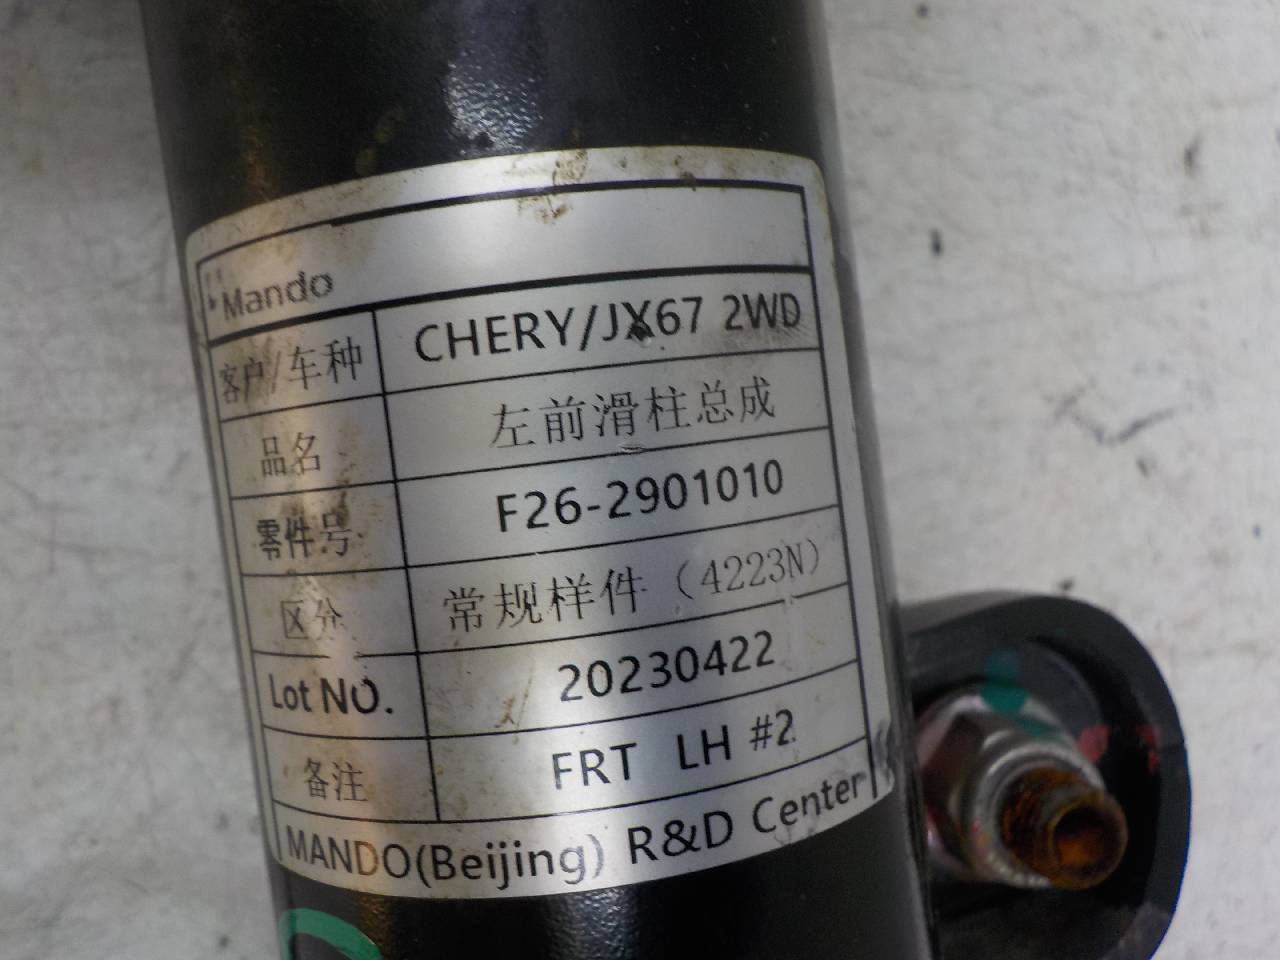 Mando
客户/车种 CHERY/JX67 2WD
品名 左前滑柱总成
零件号 F26-2901010
区分 常规样件（4223N）
Lot NO. 20230422
备注 FRT LH #2
MANDO(Beijing) R&D Center